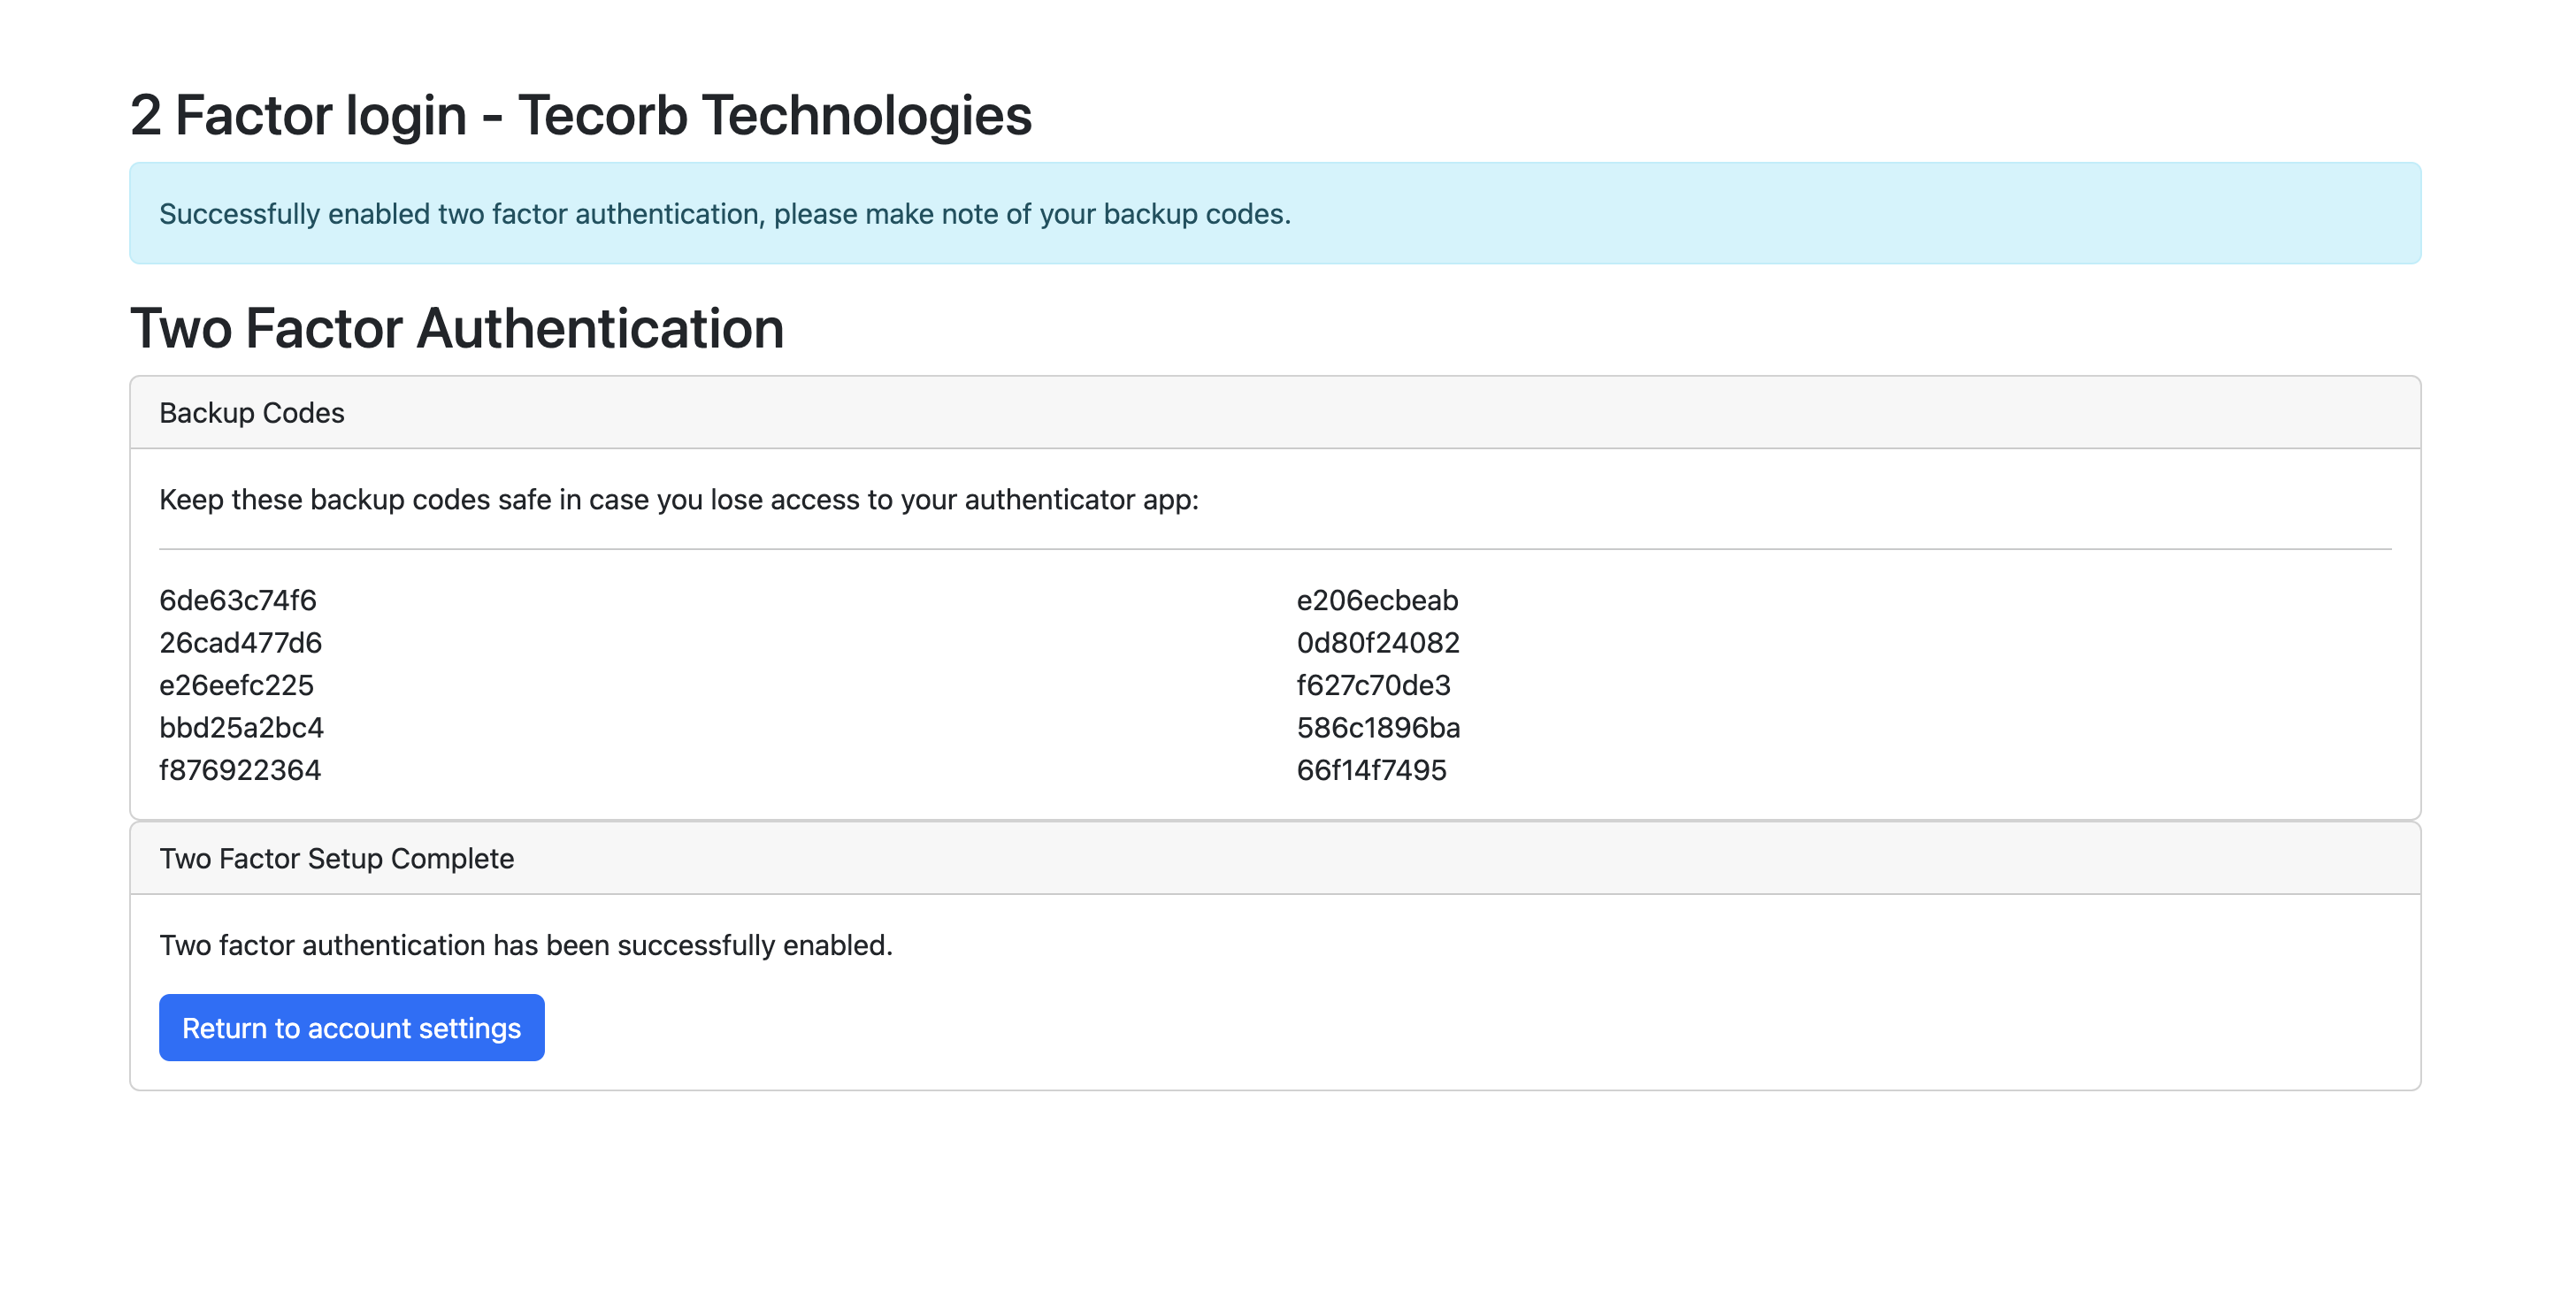 2 Factor login - Tecorb Technologies
Successfully enabled two factor authentication, please make note of your backup codes.
Two Factor Authentication
Backup Codes
Keep these backup codes safe in case you lose access to your authenticator app:
6de63c74f6
26cad477d6
e26eefc225
bbd25a2bc4
f876922364
e206ecbeab
0d80f24082
f627c70de3
586c1896ba
66f14f7495
Two Factor Setup Complete
Two factor authentication has been successfully enabled.
Return to account settings